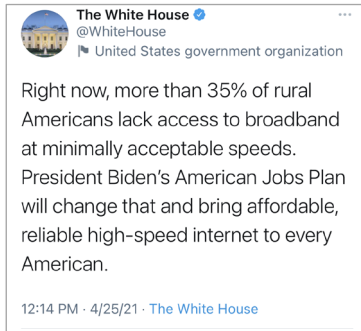 The White House
@WhiteHouse
United States government organization
Right now, more than 35% of rural
Americans lack access to broadband
at minimally acceptable speeds.
President Biden’s American Jobs Plan
will change that and bring affordable,
reliable high-speed internet to every
American.
12:14 PM · 4/25/21 · The White House